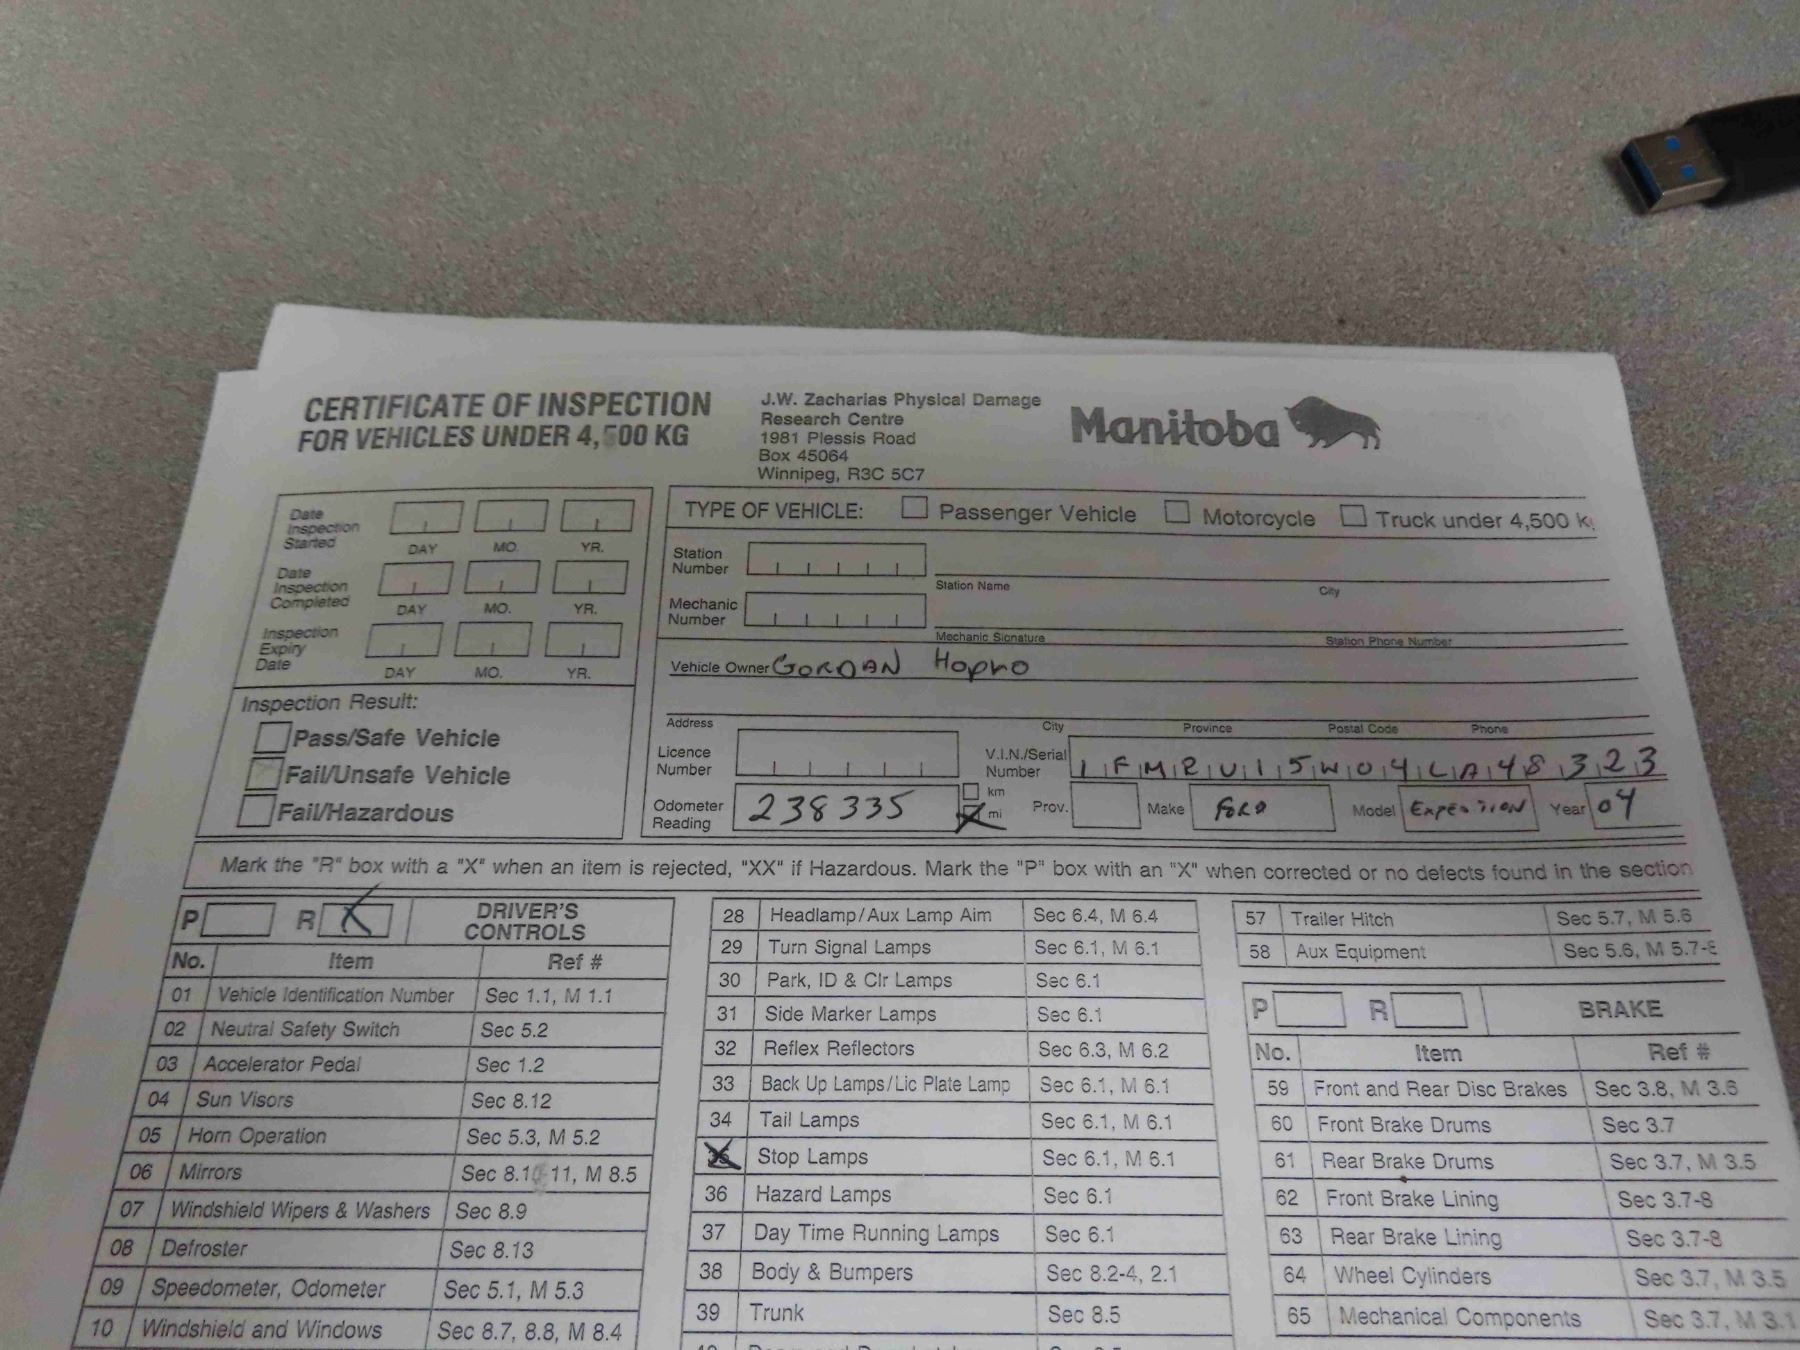 CERTIFICATE OF INSPECTION
FOR VEHICLES UNDER 4,500 KG
J.W. Zacharias Physical Damage
Research Centre
1981 Plessis Road
Box 45064
Winnipeg, R3C 5C7
Manitoba
Date
Inspection
Started
DAY MO. YR.
Date
Inspection
Completed
DAY MO. YR.
Inspection
Expiry
Date
DAY MO. YR.
Inspection Result:
Pass/Safe Vehicle
Fail/Unsafe Vehicle
Fail/Hazardous
TYPE OF VEHICLE: Passenger Vehicle Motorcycle Truck under 4,500 k
Station
Number
Station Name City
Mechanic
Number
Mechanic Signature Station Phone Number
Vehicle Owner GORDAN
Address City Province Postal Code Phone
Licence
Number
V.I.N./Serial
Number
1FMRU15W04LA48323
Odometer
Reading
238335
km
X mi
Prov.
Make FORD
Model EXPEDITION
Year 04
Mark the "R" box with a "X" when an item is rejected, "XX" if Hazardous. Mark the "P" box with an "X" when corrected or no defects found in the section
P R X DRIVER'S
CONTROLS
No. Item Ref #
01 Vehicle Identification Number Sec 1.1, M 1.1
02 Neutral Safety Switch Sec 5.2
03 Accelerator Pedal Sec 1.2
04 Sun Visors Sec 8.12
05 Horn Operation Sec 5.3, M 5.2
06 Mirrors Sec 8.10-11, M 8.5
07 Windshield Wipers & Washers Sec 8.9
08 Defroster Sec 8.13
09 Speedometer, Odometer Sec 5.1, M 5.3
10 Windshield and Windows Sec 8.7, 8.8, M 8.4
28 Headlamp/Aux Lamp Aim Sec 6.4, M 6.4
29 Turn Signal Lamps Sec 6.1, M 6.1
30 Park, ID & Clr Lamps Sec 6.1
31 Side Marker Lamps Sec 6.1
32 Reflex Reflectors Sec 6.3, M 6.2
33 Back Up Lamps/Lic Plate Lamp Sec 6.1, M 6.1
34 Tail Lamps Sec 6.1, M 6.1
35 Stop Lamps Sec 6.1, M 6.1
36 Hazard Lamps Sec 6.1
37 Day Time Running Lamps Sec 6.1
38 Body & Bumpers Sec 8.2-4, 2.1
39 Trunk Sec 8.5
57 Trailer Hitch Sec 5.7, M 5.6
58 Aux Equipment Sec 5.6, M 5.7-8
P R BRAKE
No. Item Ref #
59 Front and Rear Disc Brakes Sec 3.8, M 3.6
60 Front Brake Drums Sec 3.7
61 Rear Brake Drums Sec 3.7, M 3.5
62 Front Brake Lining Sec 3.7-8
63 Rear Brake Lining Sec 3.7-8
64 Wheel Cylinders Sec 3.7, M 3.5
65 Mechanical Components Sec 3.7, M 3.1